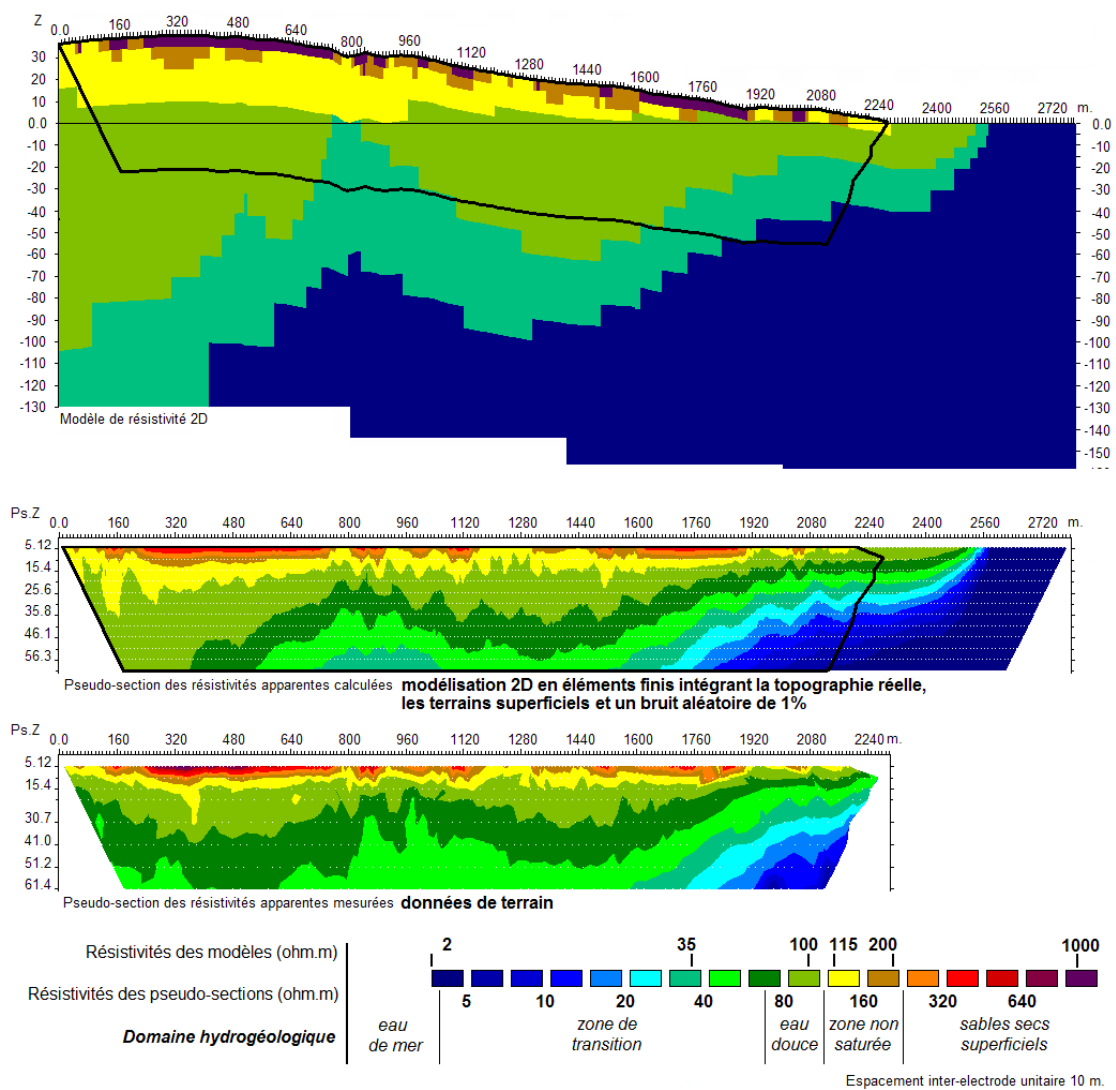 Z
0.0 160 320 480 640 800 960 1120 1280 1440 1600 1760 1920 2080 2240 2400 2560 2720 m.
30
20
10
0.0 0.0
-10 -10
-20 -20
-30 -30
-40 -40
-50 -50
-60 -60
-70 -70
-80 -80
-90 -90
-100 -100
-110 -110
-120 -120
-130 -130
Modèle de résistivité 2D
-140
-150
Ps.Z
0.0 160 320 480 640 800 960 1120 1280 1440 1600 1760 1920 2080 2240 2400 2560 2720 m.
5.12
15.4
25.6
35.8
46.1
56.3
Pseudo-section des résistivités apparentes calculées modélisation 2D en éléments finis intégrant la topographie réelle,
les terrains superficiels et un bruit aléatoire de 1%
Ps.Z
0.0 160 320 480 640 800 960 1120 1280 1440 1600 1760 1920 2080 2240 m.
5.12
15.4
30.7
41.0
51.2
61.4
Pseudo-section des résistivités apparentes mesurées données de terrain
Résistivités des modèles (ohm.m) 2 35 100 115 200 1000
Résistivités des pseudo-sections (ohm.m) 5 10 20 40 80 160 320 640
Domaine hydrogéologique
eau
de mer
zone de
transition
eau
douce
zone non
saturée
sables secs
superficiels
Espacement inter-electrode unitaire 10 m.